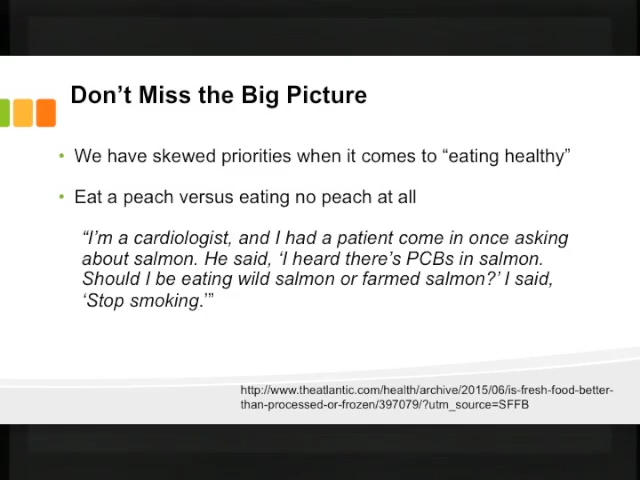 Don’t Miss the Big Picture
• We have skewed priorities when it comes to “eating healthy”
• Eat a peach versus eating no peach at all
“I’m a cardiologist, and I had a patient come in once asking
about salmon. He said, ‘I heard there’s PCBs in salmon.
Should I be eating wild salmon or farmed salmon?’ I said,
‘Stop smoking.’”
http://www.theatlantic.com/health/archive/2015/06/is-fresh-food-better-
than-processed-or-frozen/397079/?utm_source=SFFB